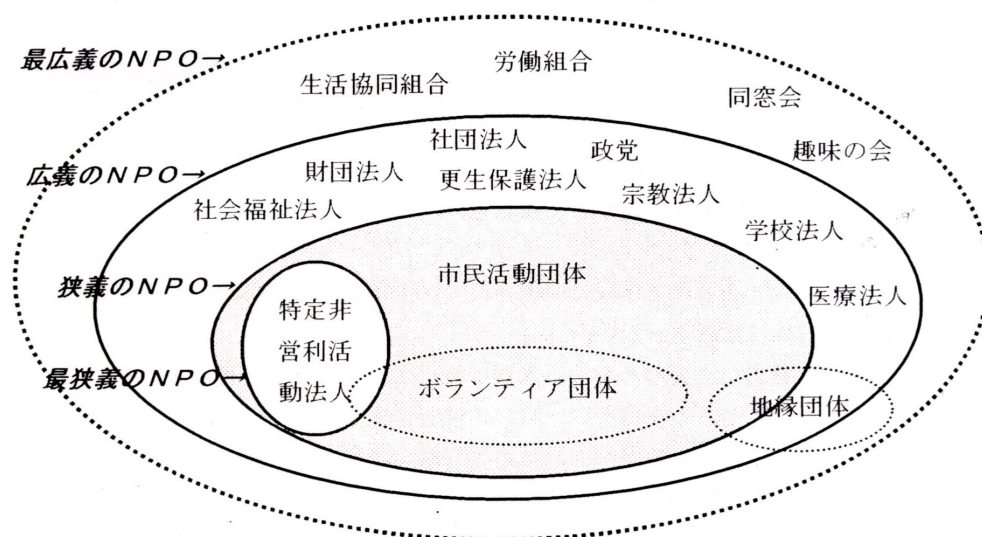 最広義のNPO→
労働組合
生活協同組合
同窓会
社団法人
政党
趣味の会
広義のNPO→
財団法人
更生保護法人
宗教法人
社会福祉法人
学校法人
狭義のNPO→
市民活動団体
医療法人
特定非
営利活
動法人
最狭義のNPO→
ボランティア団体
地縁団体